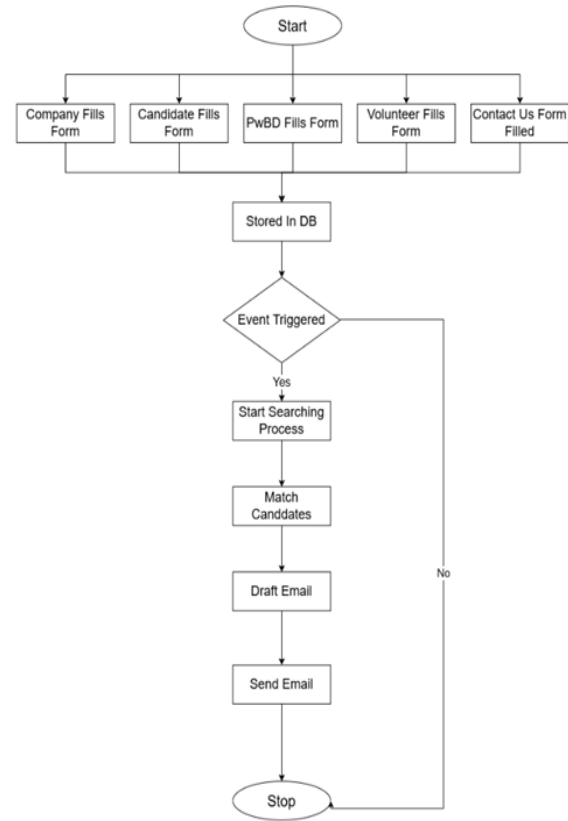 Start
Company Fills
Form
Candidate Fills
Form
PwBD Fills Form
Volunteer Fills
Form
Contact Us Form
Filled
Stored In DB
Event Triggered
Yes
Start Searching
Process
Match
Canddates
No
Draft Email
Send Email
Stop